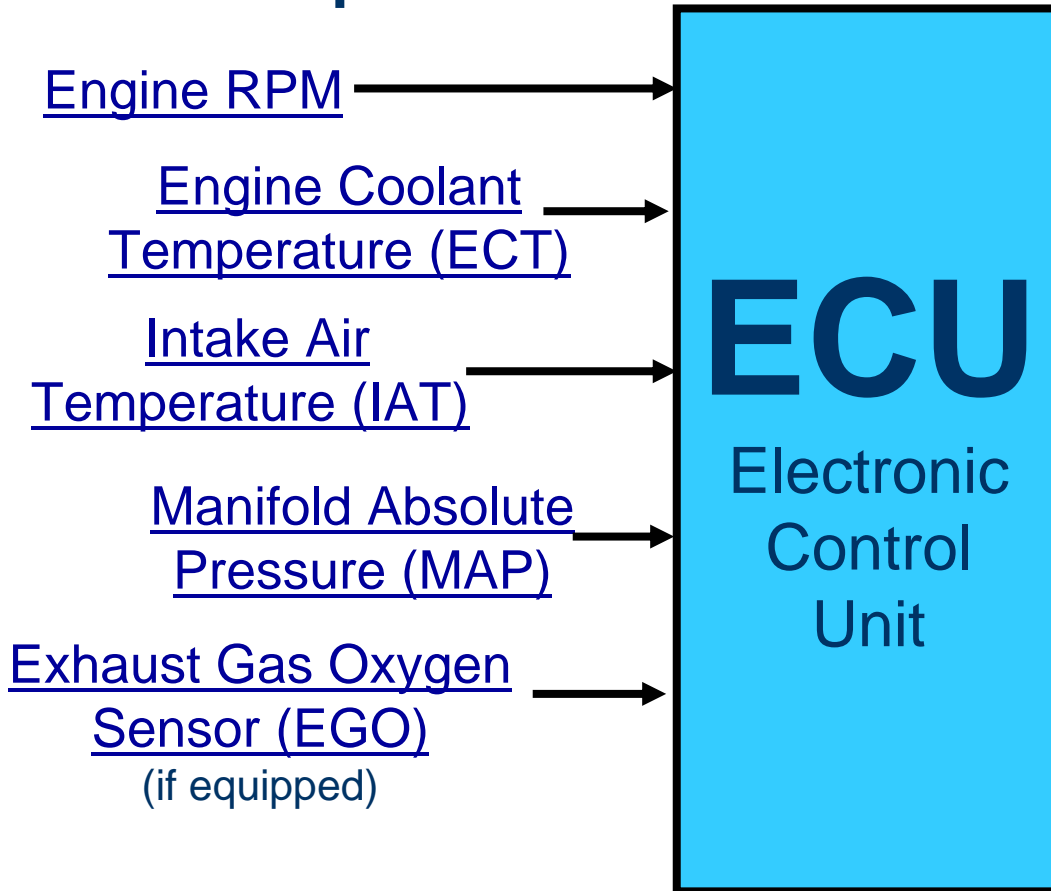 Engine RPM
Engine Coolant
Temperature (ECT)
Intake Air
Temperature (IAT)
Manifold Absolute
Pressure (MAP)
Exhaust Gas Oxygen
Sensor (EGO)
(if equipped)
ECU
Electronic
Control
Unit